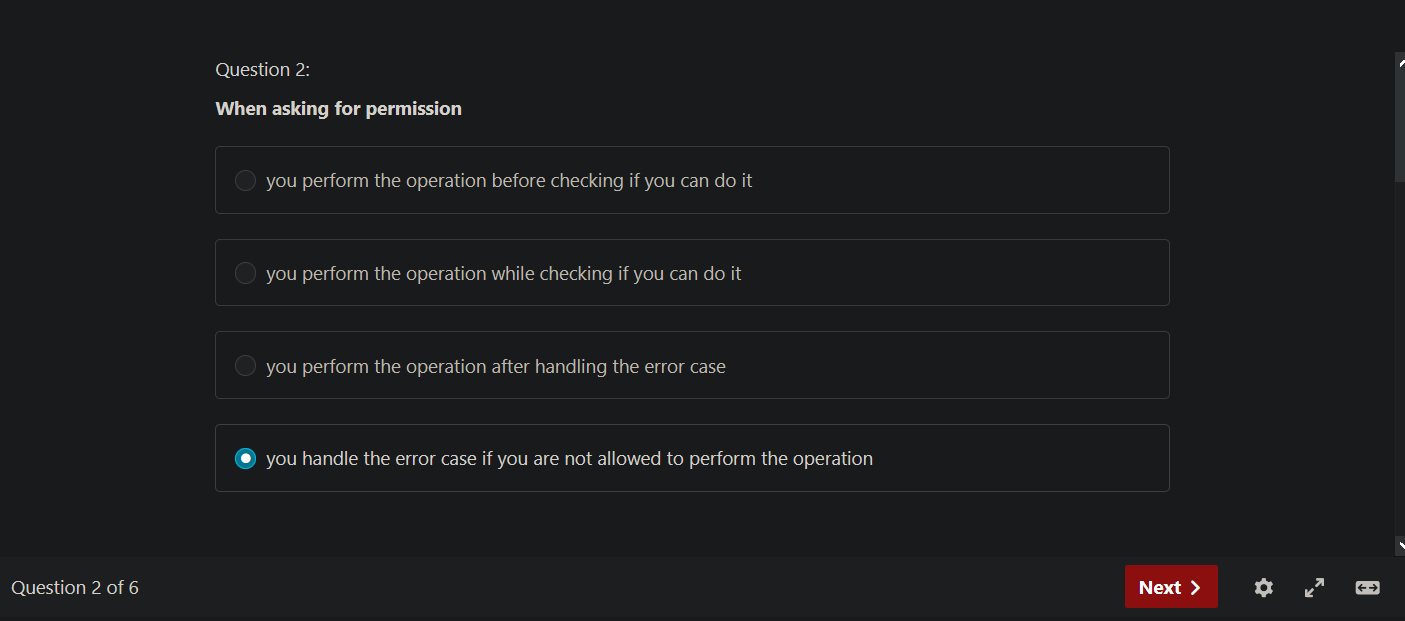 Question 2:
When asking for permission
you perform the operation before checking if you can do it
you perform the operation while checking if you can do it
you perform the operation after handling the error case
you handle the error case if you are not allowed to perform the operation
Question 2 of 6
Next